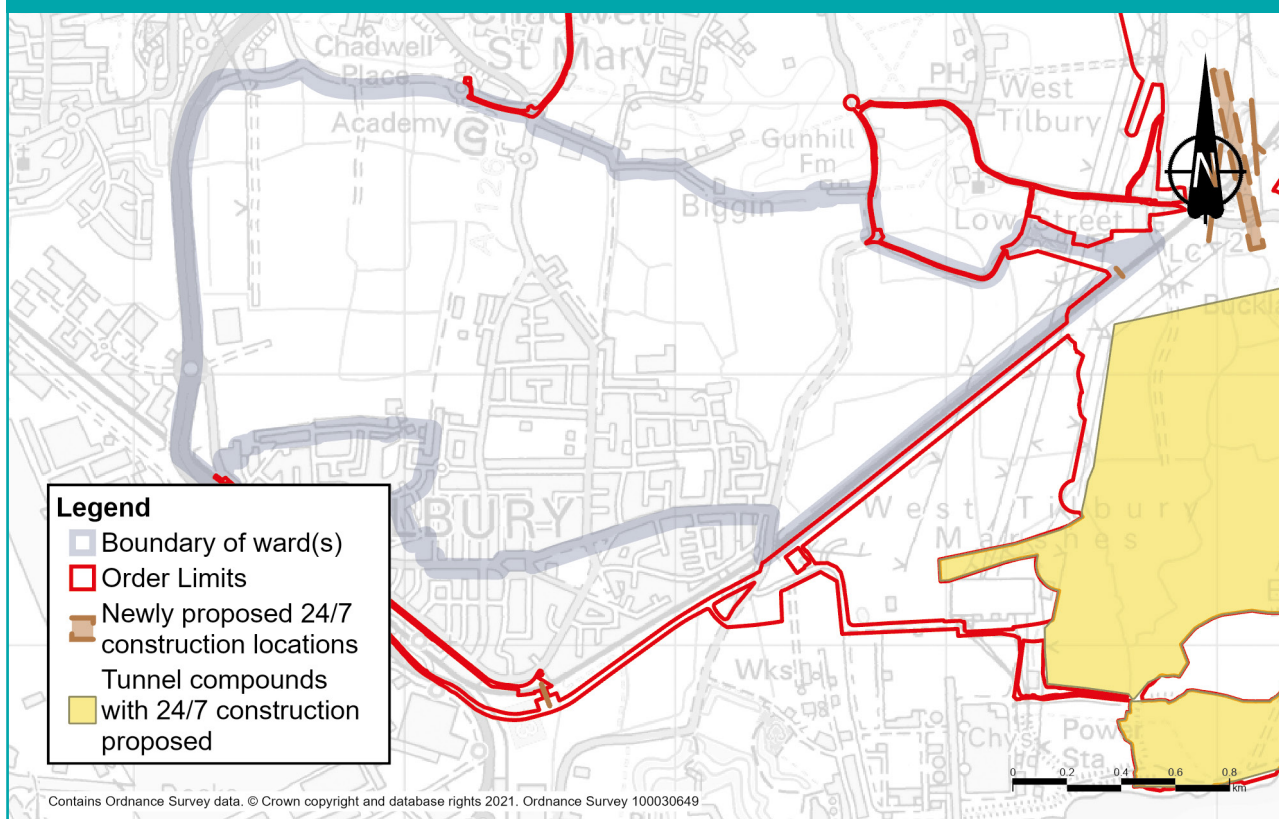 Chadwell
St Mary
Chadwell
Place
Academy
PH
West
Tilbury
Gunhill
Fm
Biggin
Low Street
LC
N
West Tilbury
Marshes
Wks
Power
Sta
Legend
Boundary of ward(s)
Order Limits
Newly proposed 24/7
construction locations
Tunnel compounds
with 24/7 construction
proposed
0 0.2 0.4 0.6 0.8
km
Contains Ordnance Survey data. © Crown copyright and database rights 2021. Ordnance Survey 100030649